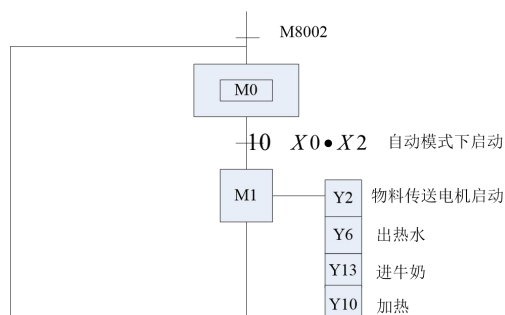 M8002
M0
10 X0•X2 自动模式下启动
M1
Y2 物料传送电机启动
Y6 出热水
Y13 进牛奶
Y10 加热